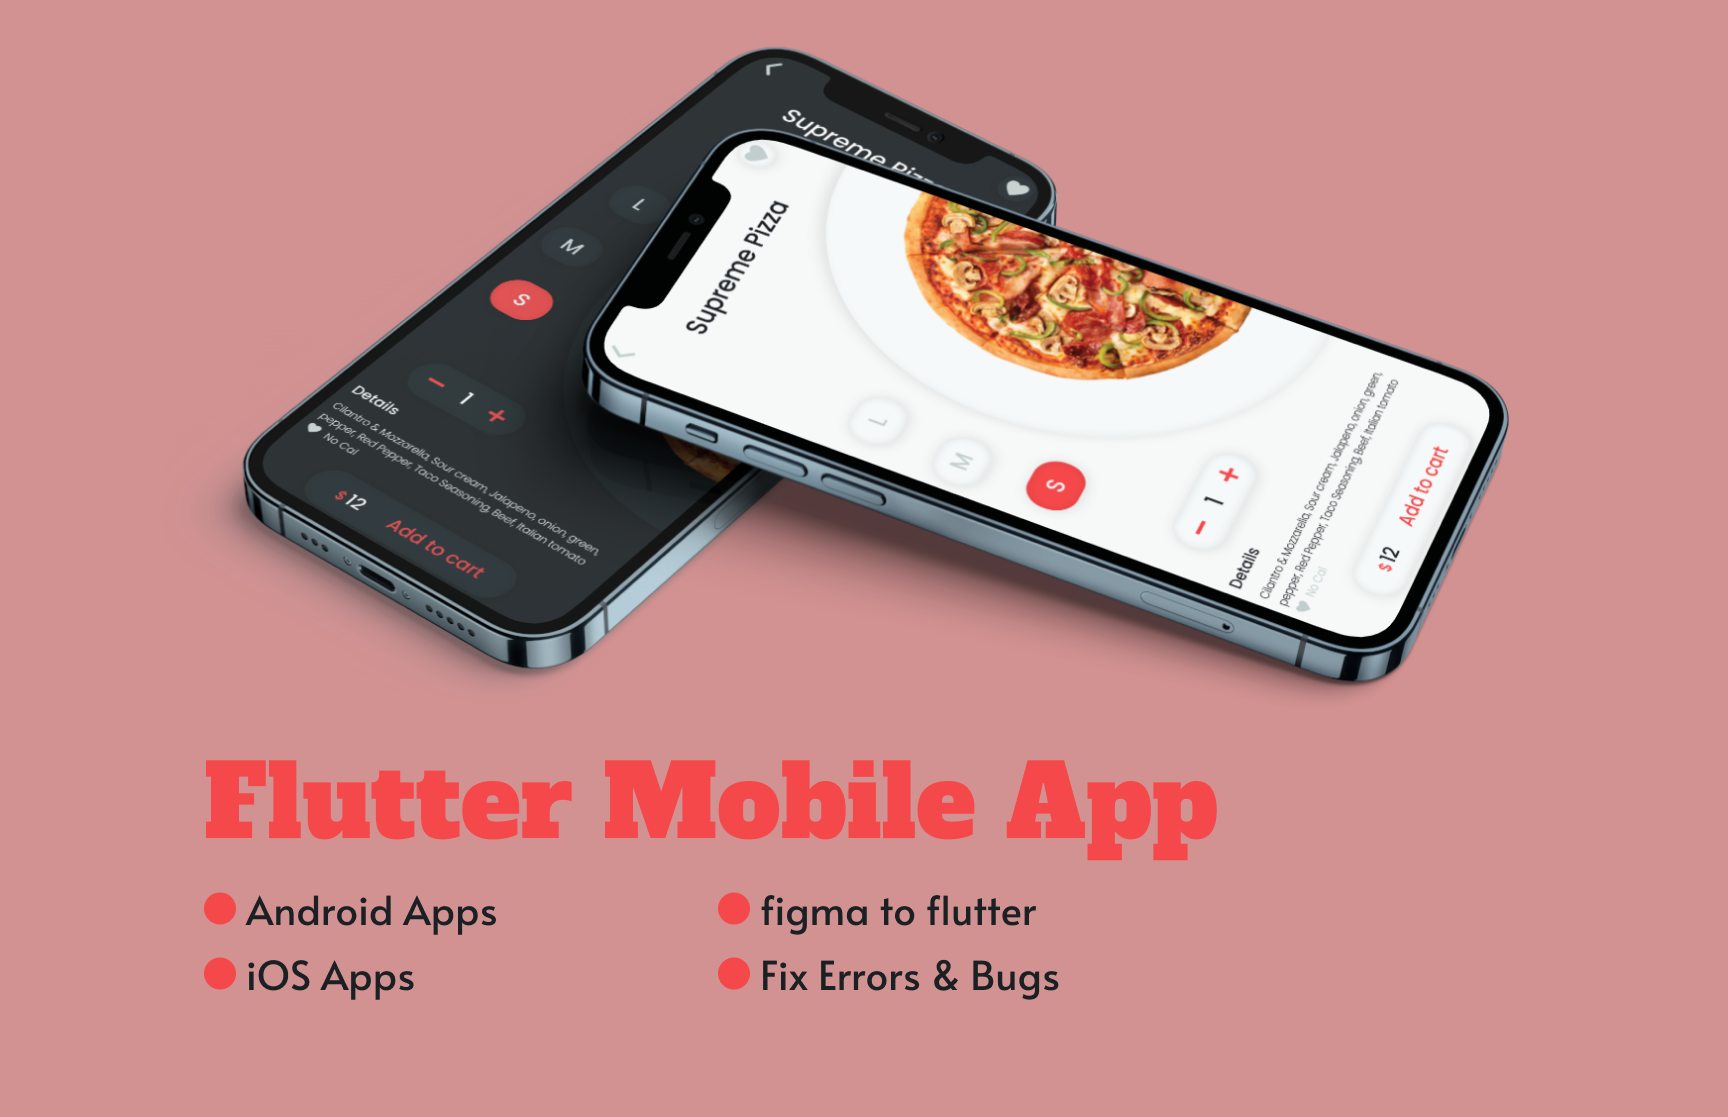 Supreme Pizz
L
M
S
− 1 +
Details
Cilantro & Mozzarella, Sour cream, Jalapeno, onion, green,
pepper, Red Pepper, Taco Seasoning, Beef, Italian tomato
No Cal
$ 12 Add to cart
Supreme Pizza
L
M
S
− 1 +
Details
Cilantro & Mozzarella, Sour cream, Jalapeno, onion, green,
pepper, Red Pepper, Taco Seasoning, Beef, Italian tomato
No Cal
$ 12 Add to cart
Flutter Mobile App
Android Apps
iOS Apps
figma to flutter
Fix Errors & Bugs